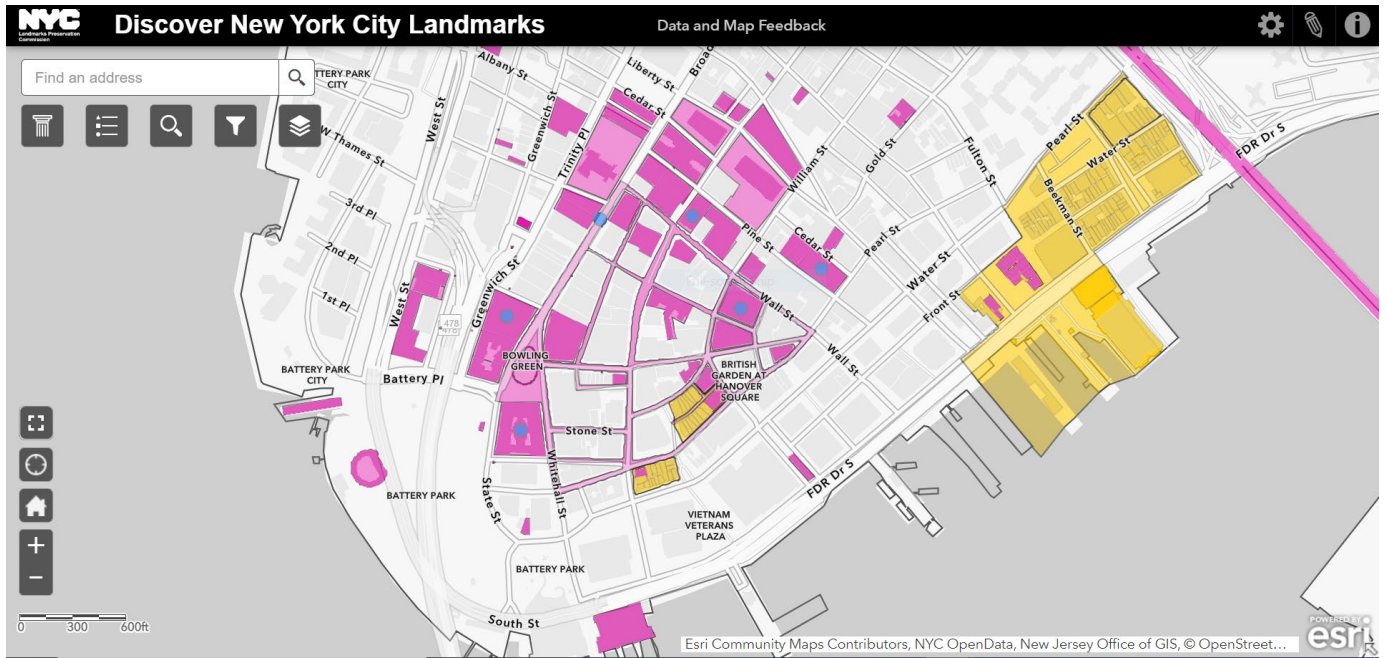 NYC
Landmarks Preservation
Commission
Discover New York City Landmarks
Data and Map Feedback
Find an address
BATTERY PARK
CITY
Albany St
Liberty St
Cedar St
Broad
West St
W Thames St
Greenwich St
Trinity Pl
3rd Pl
2nd Pl
1st Pl
West St
Greenwich St
478
William St
Gold St
Fulton St
Pearl St
Water St
Beekman St
FDR Dr S
Pine St
Cedar St
Pearl St
Water St
Front St
Wall St
Wall St
BOWLING
GREEN
BRITISH
GARDEN AT
HANOVER
SQUARE
BATTERY PARK
CITY
Battery Pl
Stone St
Whitehall St
State St
BATTERY PARK
VIETNAM
VETERANS
PLAZA
FDR Dr S
BATTERY PARK
South St
0 300 600ft
Esri Community Maps Contributors, NYC OpenData, New Jersey Office of GIS, © OpenStreet...
POWERED BY
esri